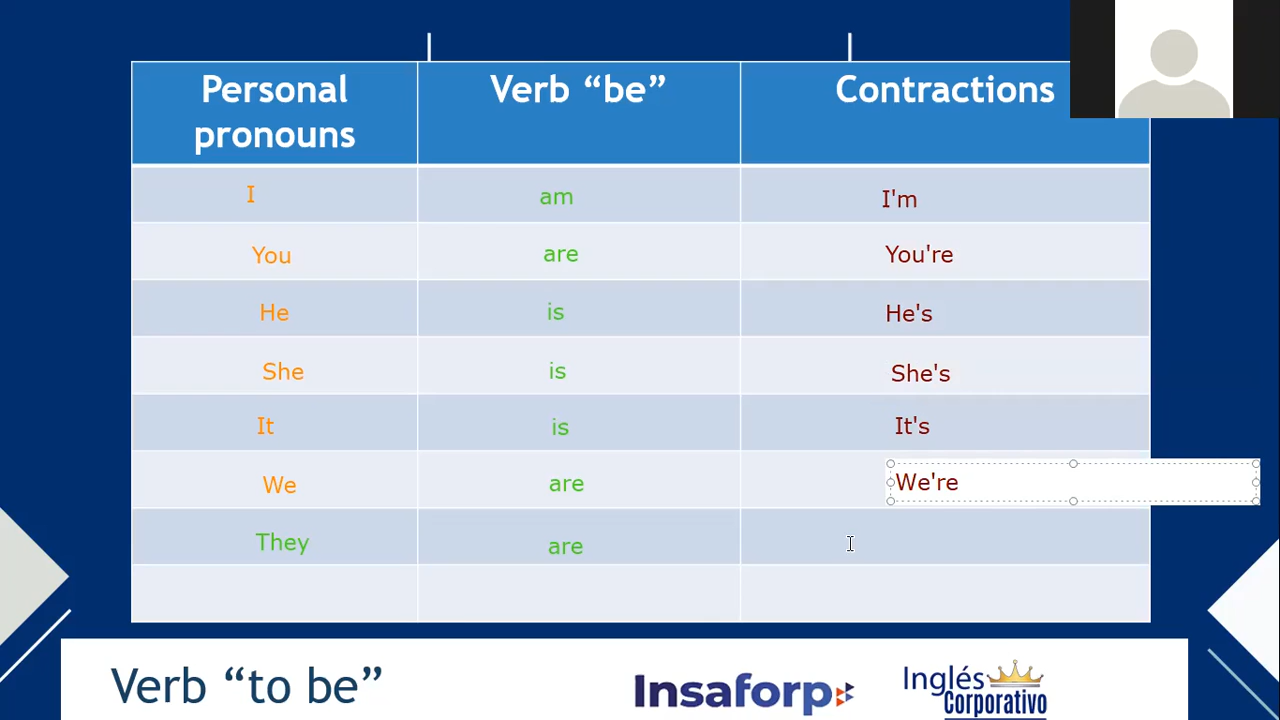 Personal
pronouns
Verb “be”
Contractions
I
am
I'm
You
are
You're
He
is
He's
She
is
She's
It
is
It's
We
are
We're
They
are
Verb “to be”
Insaforp
Inglés
Corporativo